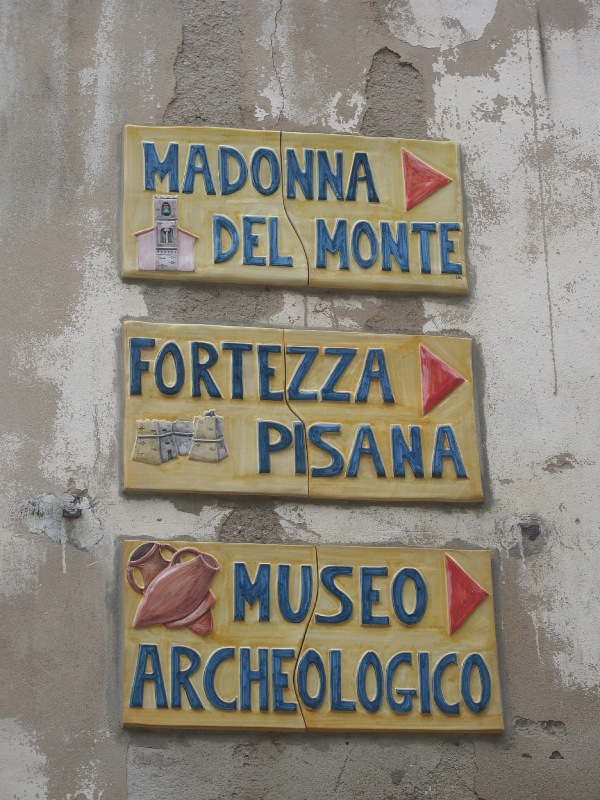 MADONNA
DEL MONTE
FORTEZZA
PISANA
MUSEO
ARCHEOLOGICO